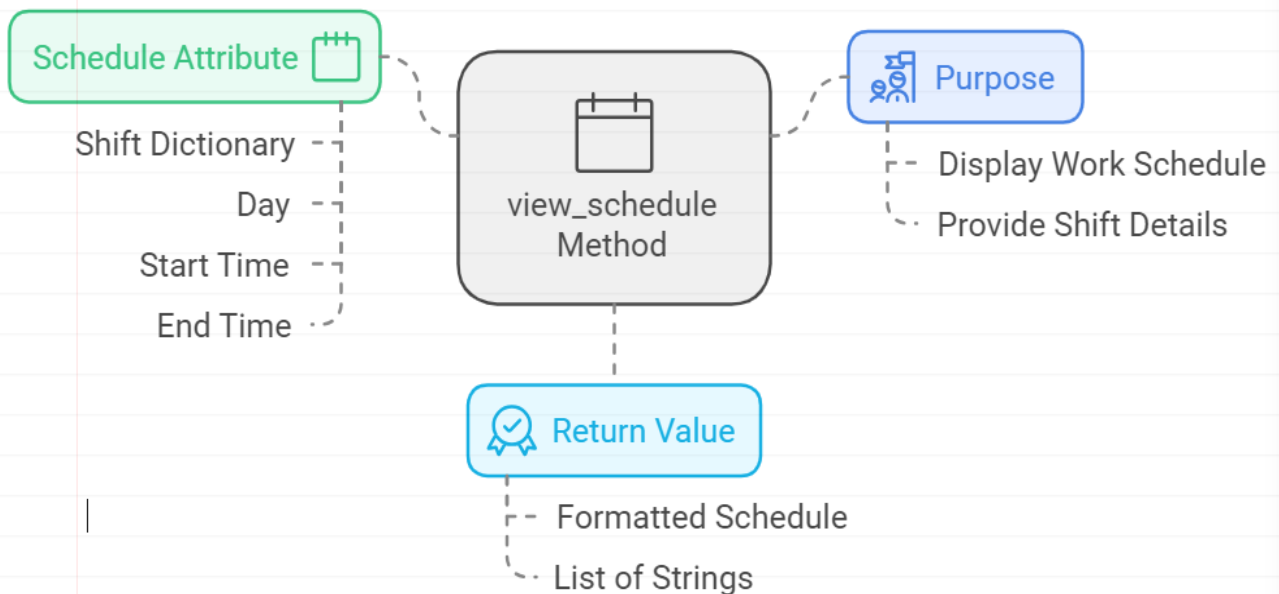 Schedule Attribute
Shift Dictionary
Day
Start Time
End Time
view_schedule
Method
Purpose
Display Work Schedule
Provide Shift Details
Return Value
Formatted Schedule
List of Strings